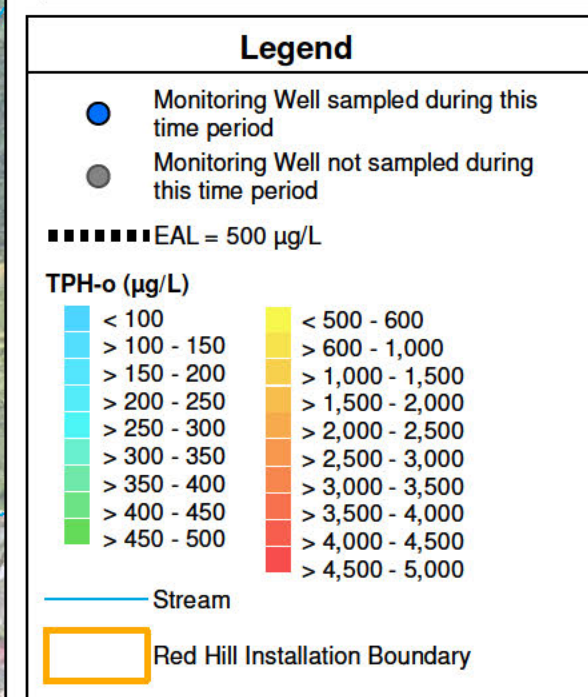 Legend
Monitoring Well sampled during this
time period
Monitoring Well not sampled during
this time period
EAL = 500 µg/L
TPH-o (µg/L)
< 100
> 100 - 150
> 150 - 200
> 200 - 250
> 250 - 300
> 300 - 350
> 350 - 400
> 400 - 450
> 450 - 500
< 500 - 600
> 600 - 1,000
> 1,000 - 1,500
> 1,500 - 2,000
> 2,000 - 2,500
> 2,500 - 3,000
> 3,000 - 3,500
> 3,500 - 4,000
> 4,000 - 4,500
> 4,500 - 5,000
Stream
Red Hill Installation Boundary